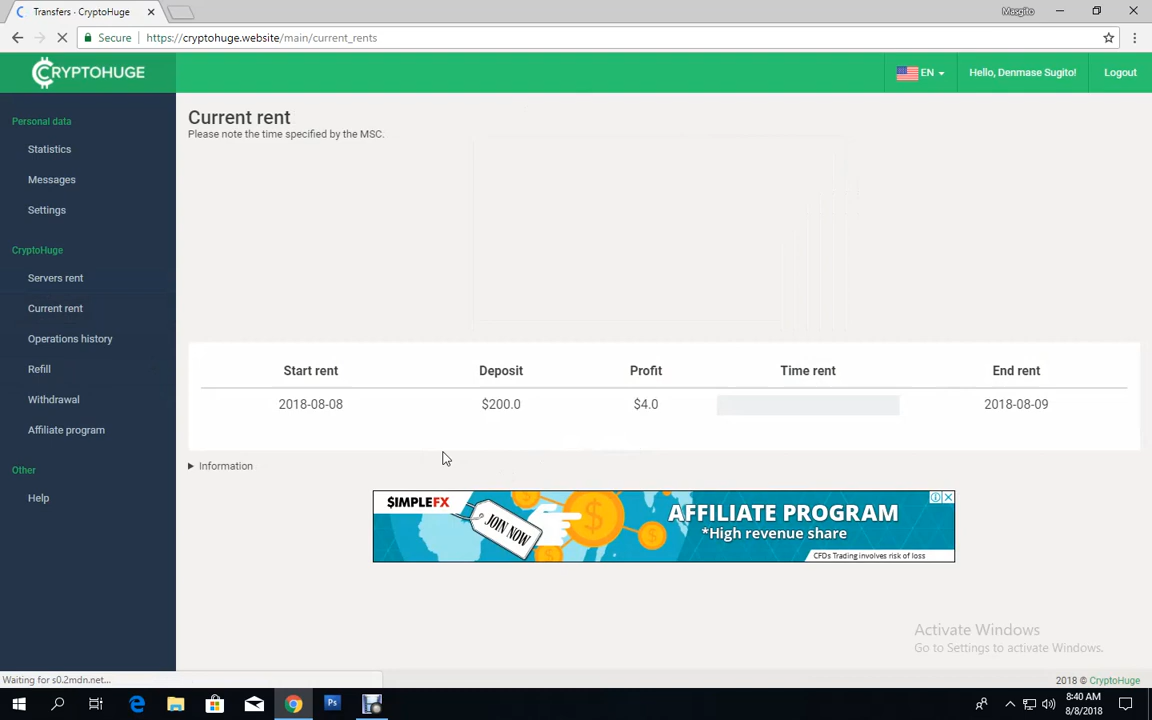 Transfers - CryptoHuge
Masgito
Secure
https://cryptohuge.website/main/current_rents
CRYPTOHUGE
EN
Hello, Denmase Sugito!
Logout
Personal data
Statistics
Messages
Settings
CryptoHuge
Servers rent
Current rent
Operations history
Refill
Withdrawal
Affiliate program
Other
Help
Current rent
Please note the time specified by the MSC.
Start rent Deposit Profit Time rent End rent
2018-08-08 $200.0 $4.0 2018-08-09
Information
$IMPLEFX
JOIN NOW
AFFILIATE PROGRAM
*High revenue share
CFDs Trading involves risk of loss
Activate Windows
Go to Settings to activate Windows.
Waiting for s0.2mdn.net...
2018 © CryptoHuge
Ps
8:40 AM
8/8/2018